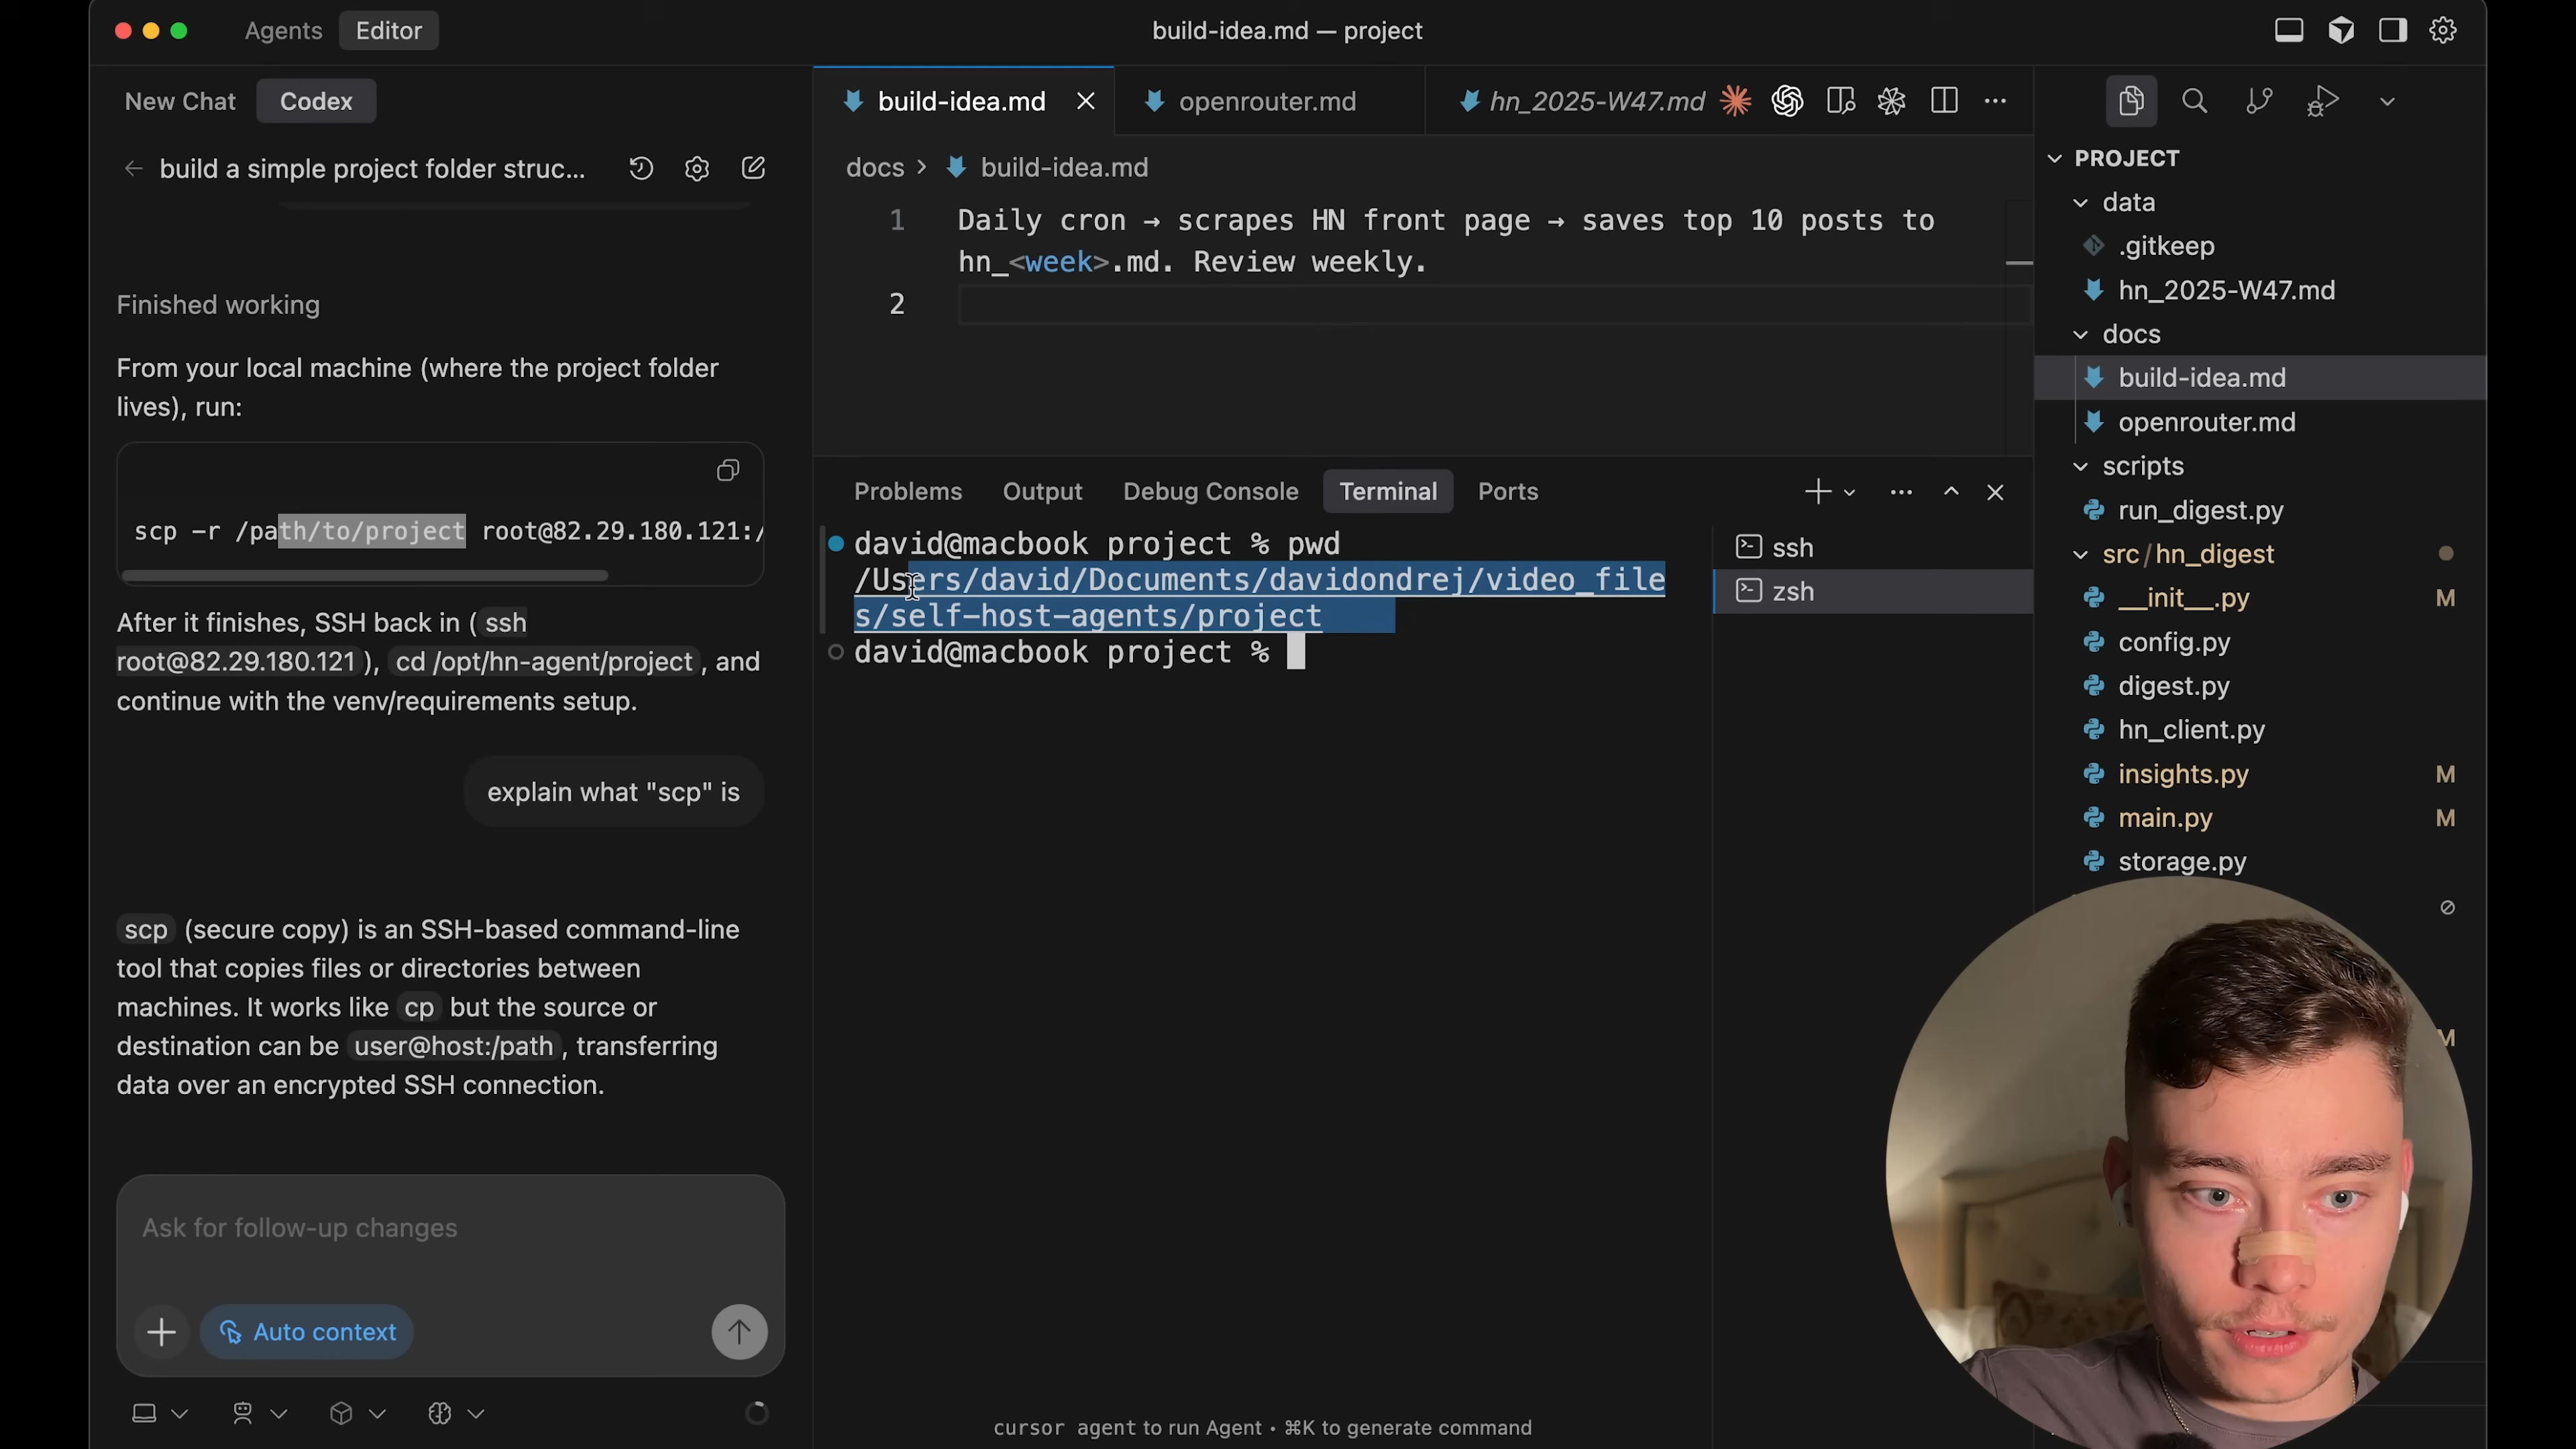 Agents
Editor
build-idea.md — project
New Chat
Codex
build a simple project folder struc...
Finished working
From your local machine (where the project folder
lives), run:
scp -r /path/to/project root@82.29.180.121:/
After it finishes, SSH back in ( ssh
root@82.29.180.121 ), cd /opt/hn-agent/project , and
continue with the venv/requirements setup.
explain what "scp" is
scp (secure copy) is an SSH-based command-line
tool that copies files or directories between
machines. It works like cp but the source or
destination can be user@host:/path , transferring
data over an encrypted SSH connection.
Ask for follow-up changes
Auto context
build-idea.md
openrouter.md
hn_2025-W47.md
docs > build-idea.md
1 Daily cron → scrapes HN front page → saves top 10 posts to
hn_<week>.md. Review weekly.
2
Problems
Output
Debug Console
Terminal
Ports
david@macbook project % pwd
/Users/david/Documents/davidondrej/video_file
s/self-host-agents/project
david@macbook project %
ssh
zsh
cursor agent to run Agent • ⌘K to generate command
PROJECT
data
.gitkeep
hn_2025-W47.md
docs
build-idea.md
openrouter.md
scripts
run_digest.py
src/hn_digest
__init__.py M
config.py
digest.py
hn_client.py
insights.py M
main.py M
storage.py
M